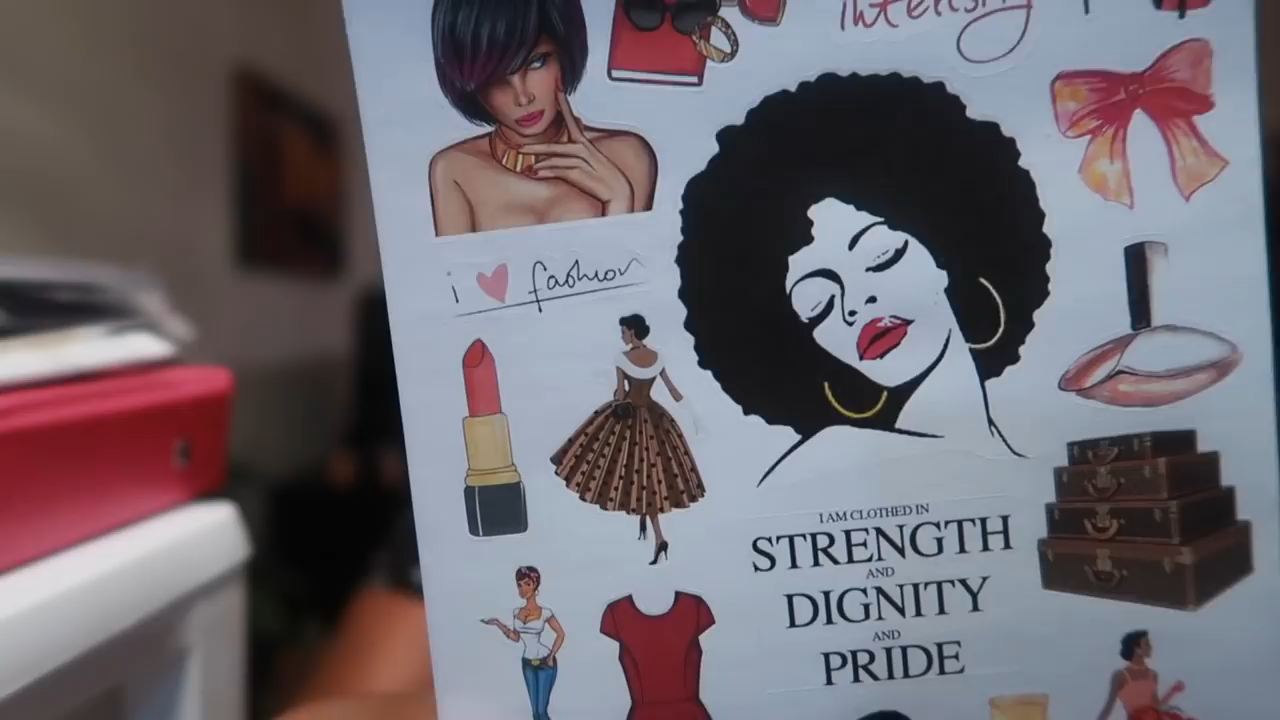 intensity
i ♥ fashion
I AM CLOTHED IN
STRENGTH
AND
DIGNITY
AND
PRIDE